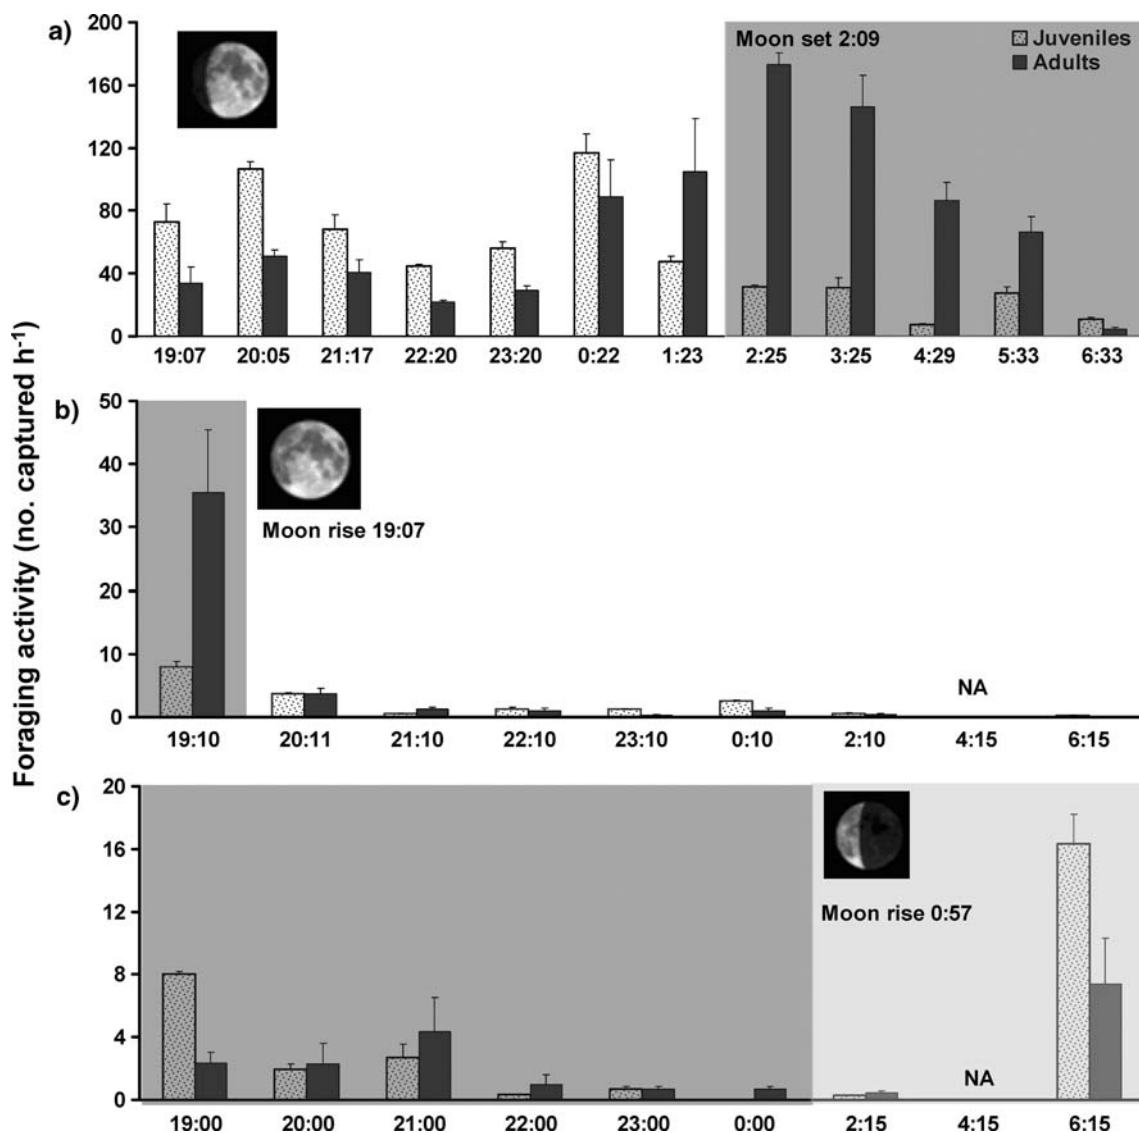 Foraging activity (no. captured h⁻¹)
a)
200
160
120
80
40
0
Moon set 2:09
Juveniles
Adults
19:07 20:05 21:17 22:20 23:20 0:22 1:23 2:25 3:25 4:29 5:33 6:33
b)
50
40
30
20
10
0
Moon rise 19:07
NA
19:10 20:11 21:10 22:10 23:10 0:10 2:10 4:15 6:15
c)
20
16
12
8
4
0
Moon rise 0:57
NA
19:00 20:00 21:00 22:00 23:00 0:00 2:15 4:15 6:15